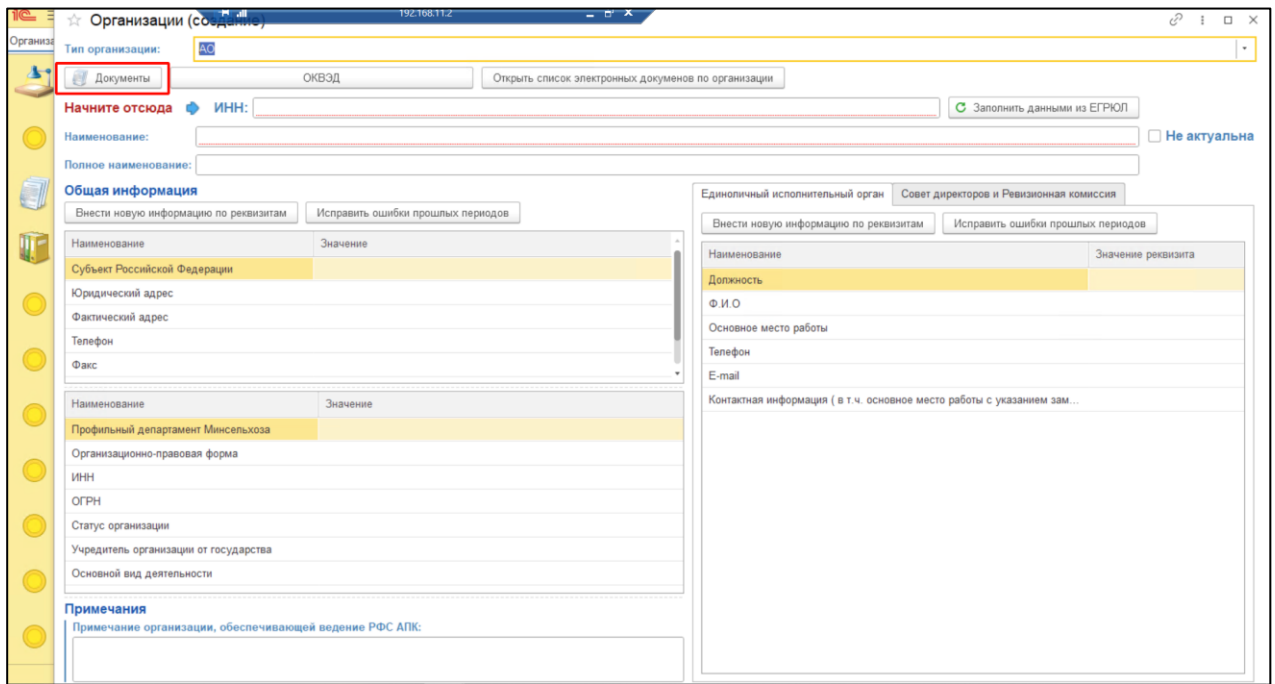 1С
Организации (создание)
192.168.11.2
Организа
Тип организации:
АО
Документы
ОКВЭД
Открыть список электронных докуменов по организации
Начните отсюда
ИНН:
Заполнить данными из ЕГРЮЛ
Наименование:
Не актуальна
Полное наименование:
Общая информация
Внести новую информацию по реквизитам
Исправить ошибки прошлых периодов
Наименование
Значение
Субъект Российской Федерации
Юридический адрес
Фактический адрес
Телефон
Факс
Наименование
Значение
Профильный департамент Минсельхоза
Организационно-правовая форма
ИНН
ОГРН
Статус организации
Учредитель организации от государства
Основной вид деятельности
Примечания
Примечание организации, обеспечивающей ведение РФС АПК:
Единоличный исполнительный орган
Совет директоров и Ревизионная комиссия
Внести новую информацию по реквизитам
Исправить ошибки прошлых периодов
Наименование
Значение реквизита
Должность
Ф.И.О
Основное место работы
Телефон
E-mail
Контактная информация ( в т.ч. основное место работы с указанием зам...